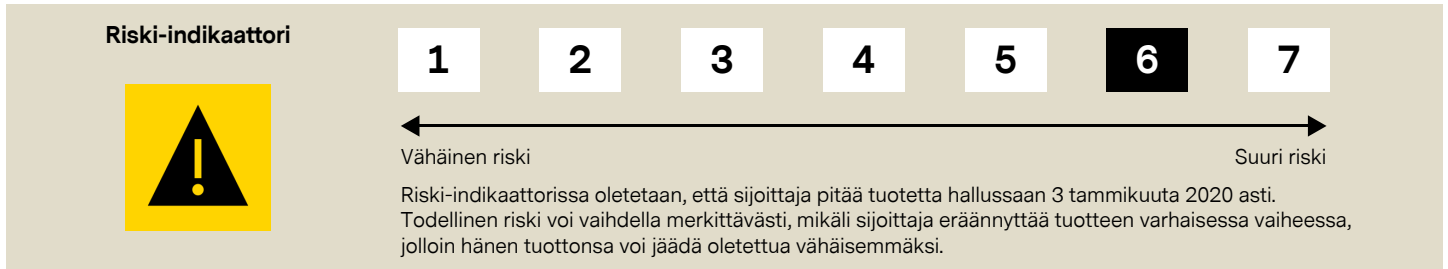 Riski-indikaattori
1 2 3 4 5 6 7
Vähäinen riski Suuri riski
Riski-indikaattorissa oletetaan, että sijoittaja pitää tuotetta hallussaan 3 tammikuuta 2020 asti.
Todellinen riski voi vaihdella merkittävästi, mikäli sijoittaja eräännyttää tuotteen varhaisessa vaiheessa,
jolloin hänen tuottonsa voi jäädä oletettua vähäisemmäksi.